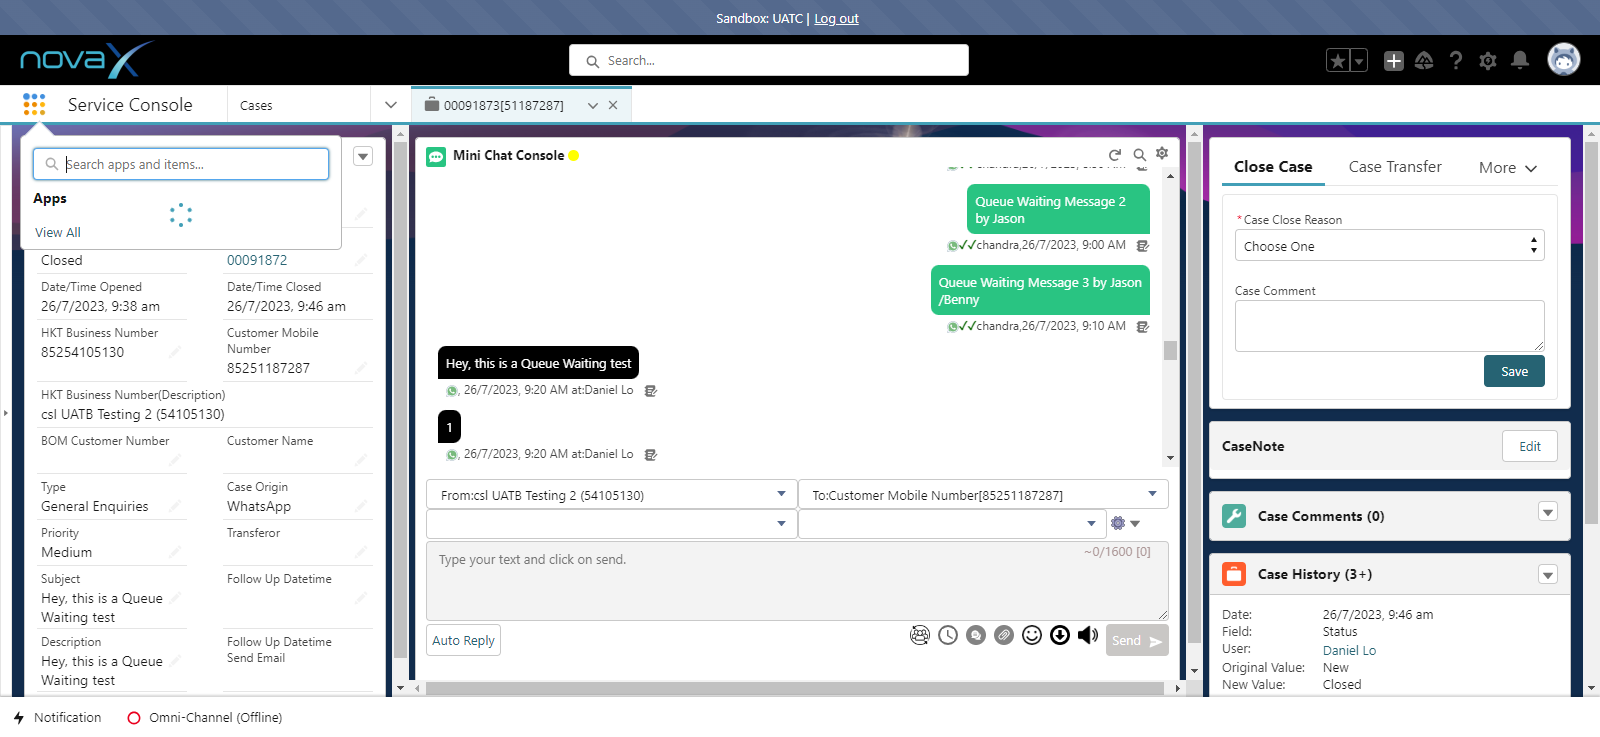 Sandbox: UATC | Log out
novaX
Search...
Service Console
Cases
00091873[51187287]
Search apps and items...
Apps
View All
Closed
00091872
Date/Time Opened
26/7/2023, 9:38 am
Date/Time Closed
26/7/2023, 9:46 am
HKT Business Number
85254105130
Customer Mobile
Number
85251187287
HKT Business Number(Description)
csl UATB Testing 2 (54105130)
BOM Customer Number
Customer Name
Type
General Enquiries
Case Origin
WhatsApp
Priority
Medium
Transferor
Subject
Hey, this is a Queue
Waiting test
Follow Up Datetime
Description
Hey, this is a Queue
Waiting test
Follow Up Datetime
Send Email
Mini Chat Console
Queue Waiting Message 2
by Jason
chandra,26/7/2023, 9:00 AM
Queue Waiting Message 3 by Jason
/Benny
chandra,26/7/2023, 9:10 AM
Hey, this is a Queue Waiting test
, 26/7/2023, 9:20 AM at:Daniel Lo
1
, 26/7/2023, 9:20 AM at:Daniel Lo
From:csl UATB Testing 2 (54105130)
To:Customer Mobile Number[85251187287]
Type your text and click on send.
~0/1600 [0]
Auto Reply
Send
Close Case
Case Transfer
More
*Case Close Reason
Choose One
Case Comment
Save
CaseNote
Edit
Case Comments (0)
Case History (3+)
Date: 26/7/2023, 9:46 am
Field: Status
User: Daniel Lo
Original Value: New
New Value: Closed
Notification
Omni-Channel (Offline)